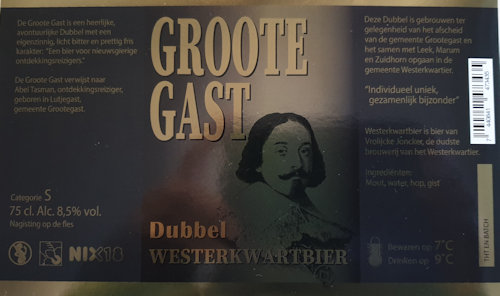 De Groote Gast is een heerlijke,
avontuurlijke Dubbel met een
eigenzinnig, licht bitter en prettig fris
karakter: "Een bier voor nieuwsgierige
ontdekkingsreizigers."
De Groote Gast verwijst naar
Abel Tasman, ontdekkingsreiziger,
geboren in Lutjegast,
gemeente Grootegast.
Categorie S
75 cl. Alc. 8,5% vol.
Nagisting op de fles
NIX18
GROOTE
GAST
Dubbel
WESTERKWARTBIER
Deze Dubbel is gebrouwen ter
gelegenheid van het afscheid
van de gemeente Grootegast en
het samen met Leek, Marum
en Zuidhorn opgaan in de
gemeente Westerkwartier.
"Individueel uniek,
gezamenlijk bijzonder"
Westerkwartbier is bier van
Vrolijcke Joncker, de oudste
brouwerij van het Westerkwartier.
Ingrediënten:
Mout, water, hop, gist
Bewaren op 7°C
Drinken op 9°C
THT EN BATCH